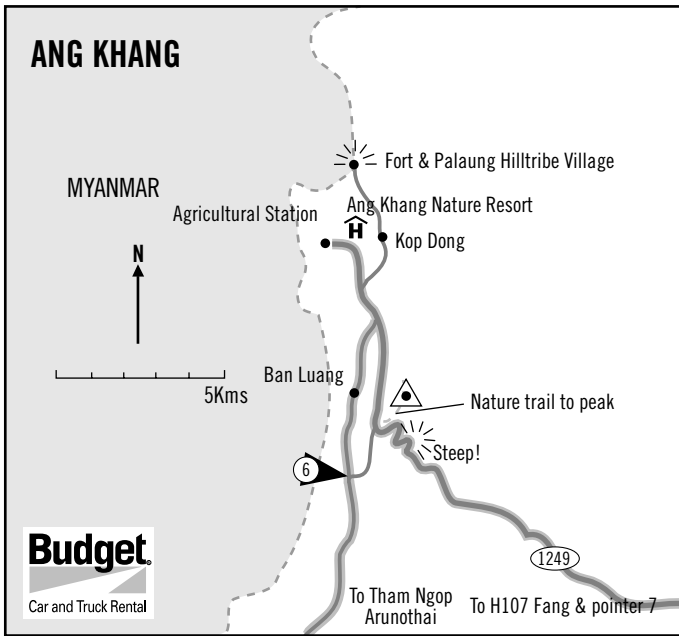 ANG KHANG
Fort & Palaung Hilltribe Village
MYANMAR
Ang Khang Nature Resort
Agricultural Station
H
Kop Dong
N
Ban Luang
5Kms
Nature trail to peak
Steep!
6
Budget.
Car and Truck Rental
1249
To Tham Ngop
Arunothai
To H107 Fang & pointer 7